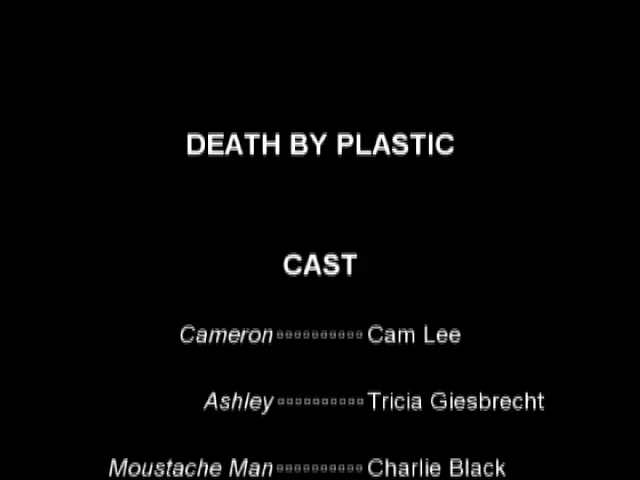 DEATH BY PLASTIC
CAST
Cameron▫▫▫▫▫▫▫▫▫▫Cam Lee
Ashley▫▫▫▫▫▫▫▫▫▫Tricia Giesbrecht
Moustache Man▫▫▫▫▫▫▫▫▫▫Charlie Black